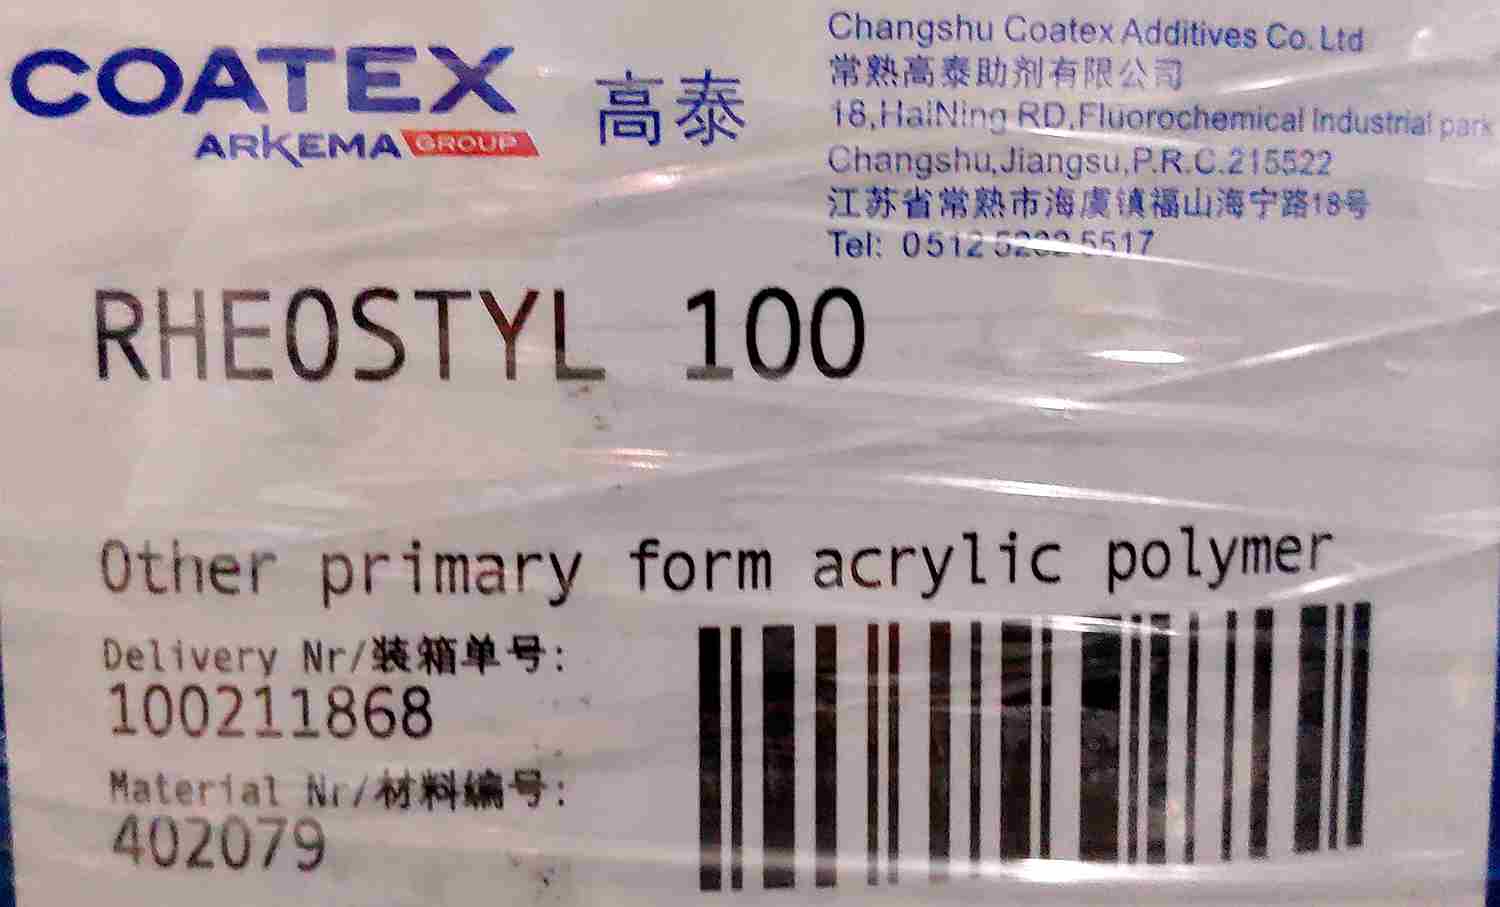 COATEX
ARKEMA GROUP
高泰
Changshu Coatex Additives Co. Ltd
常熟高泰助剂有限公司
18,HaiNing RD,Fluorochemical Industrial park
Changshu,Jiangsu,P.R.C.215522
江苏省常熟市海虞镇福山海宁路18号
Tel: 0512 5517
RHEOSTYL 100
Other primary form acrylic polymer
Delivery Nr/装箱单号:
100211868
Material Nr/材料编号:
402079